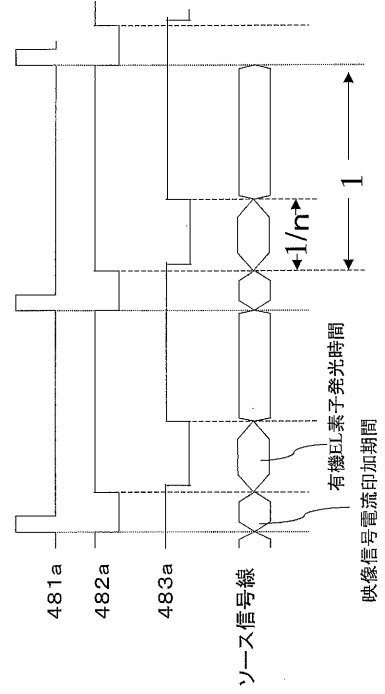 481a
482a
483a
ソース信号線
1/n
1
有機EL素子発光時間
映像信号電流印加期間